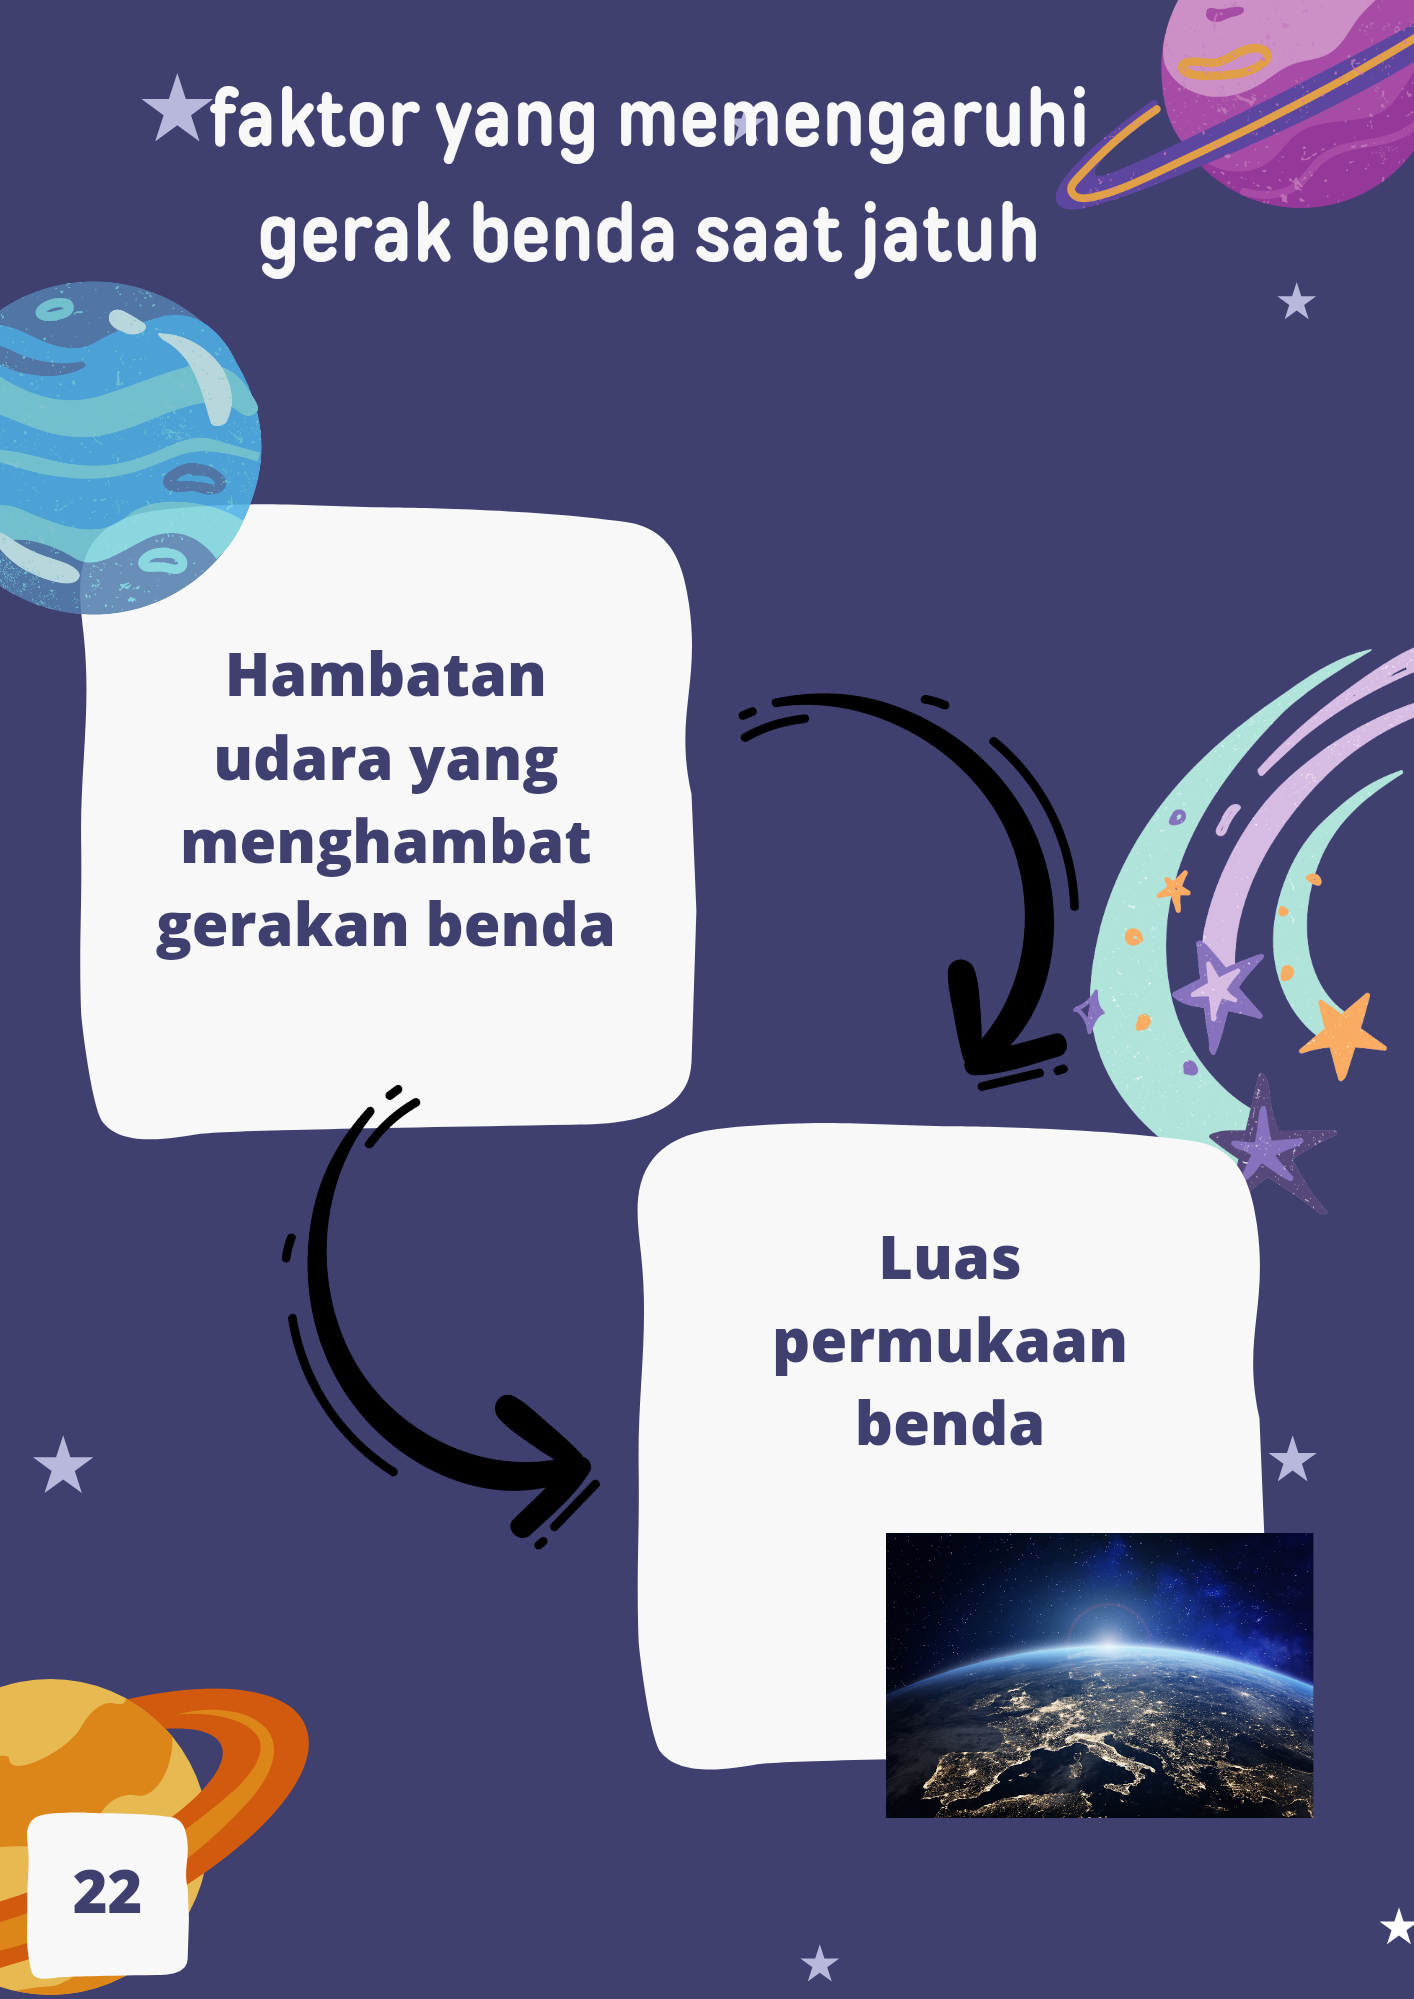 faktor yang memengaruhi
gerak benda saat jatuh
Hambatan
udara yang
menghambat
gerakan benda
Luas
permukaan
benda
22